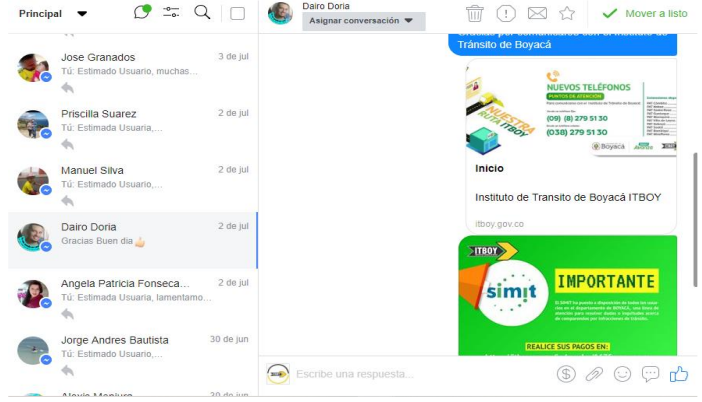 Principal
Jose Granados
3 de jul
Tú: Estimado Usuario, muchas...
Priscilla Suarez
2 de jul
Tú: Estimada Usuaria,...
Manuel Silva
2 de jul
Tú: Estimado Usuario,...
Dairo Doria
2 de jul
Gracias Buen dia👍🏻
Angela Patricia Fonseca...
2 de jul
Tú: Estimada Usuaria, lamentamo...
Jorge Andres Bautista
30 de jun
Tú: Estimado Usuario,...
30 de jun
Dairo Doria
Asignar conversación
Mover a listo
Tránsito de Boyacá
NUEVOS TELÉFONOS
PUNTOS DE ATENCIÓN
(09) (8) 279 51 30
(038) 279 51 30
NUESTRA
RUTA ITBOY
Boyacá
Inicio
Instituto de Transito de Boyacá ITBOY
itboy.gov.co
ITBOY
simit
IMPORTANTE
REALICE SUS PAGOS EN:
Escribe una respuesta...